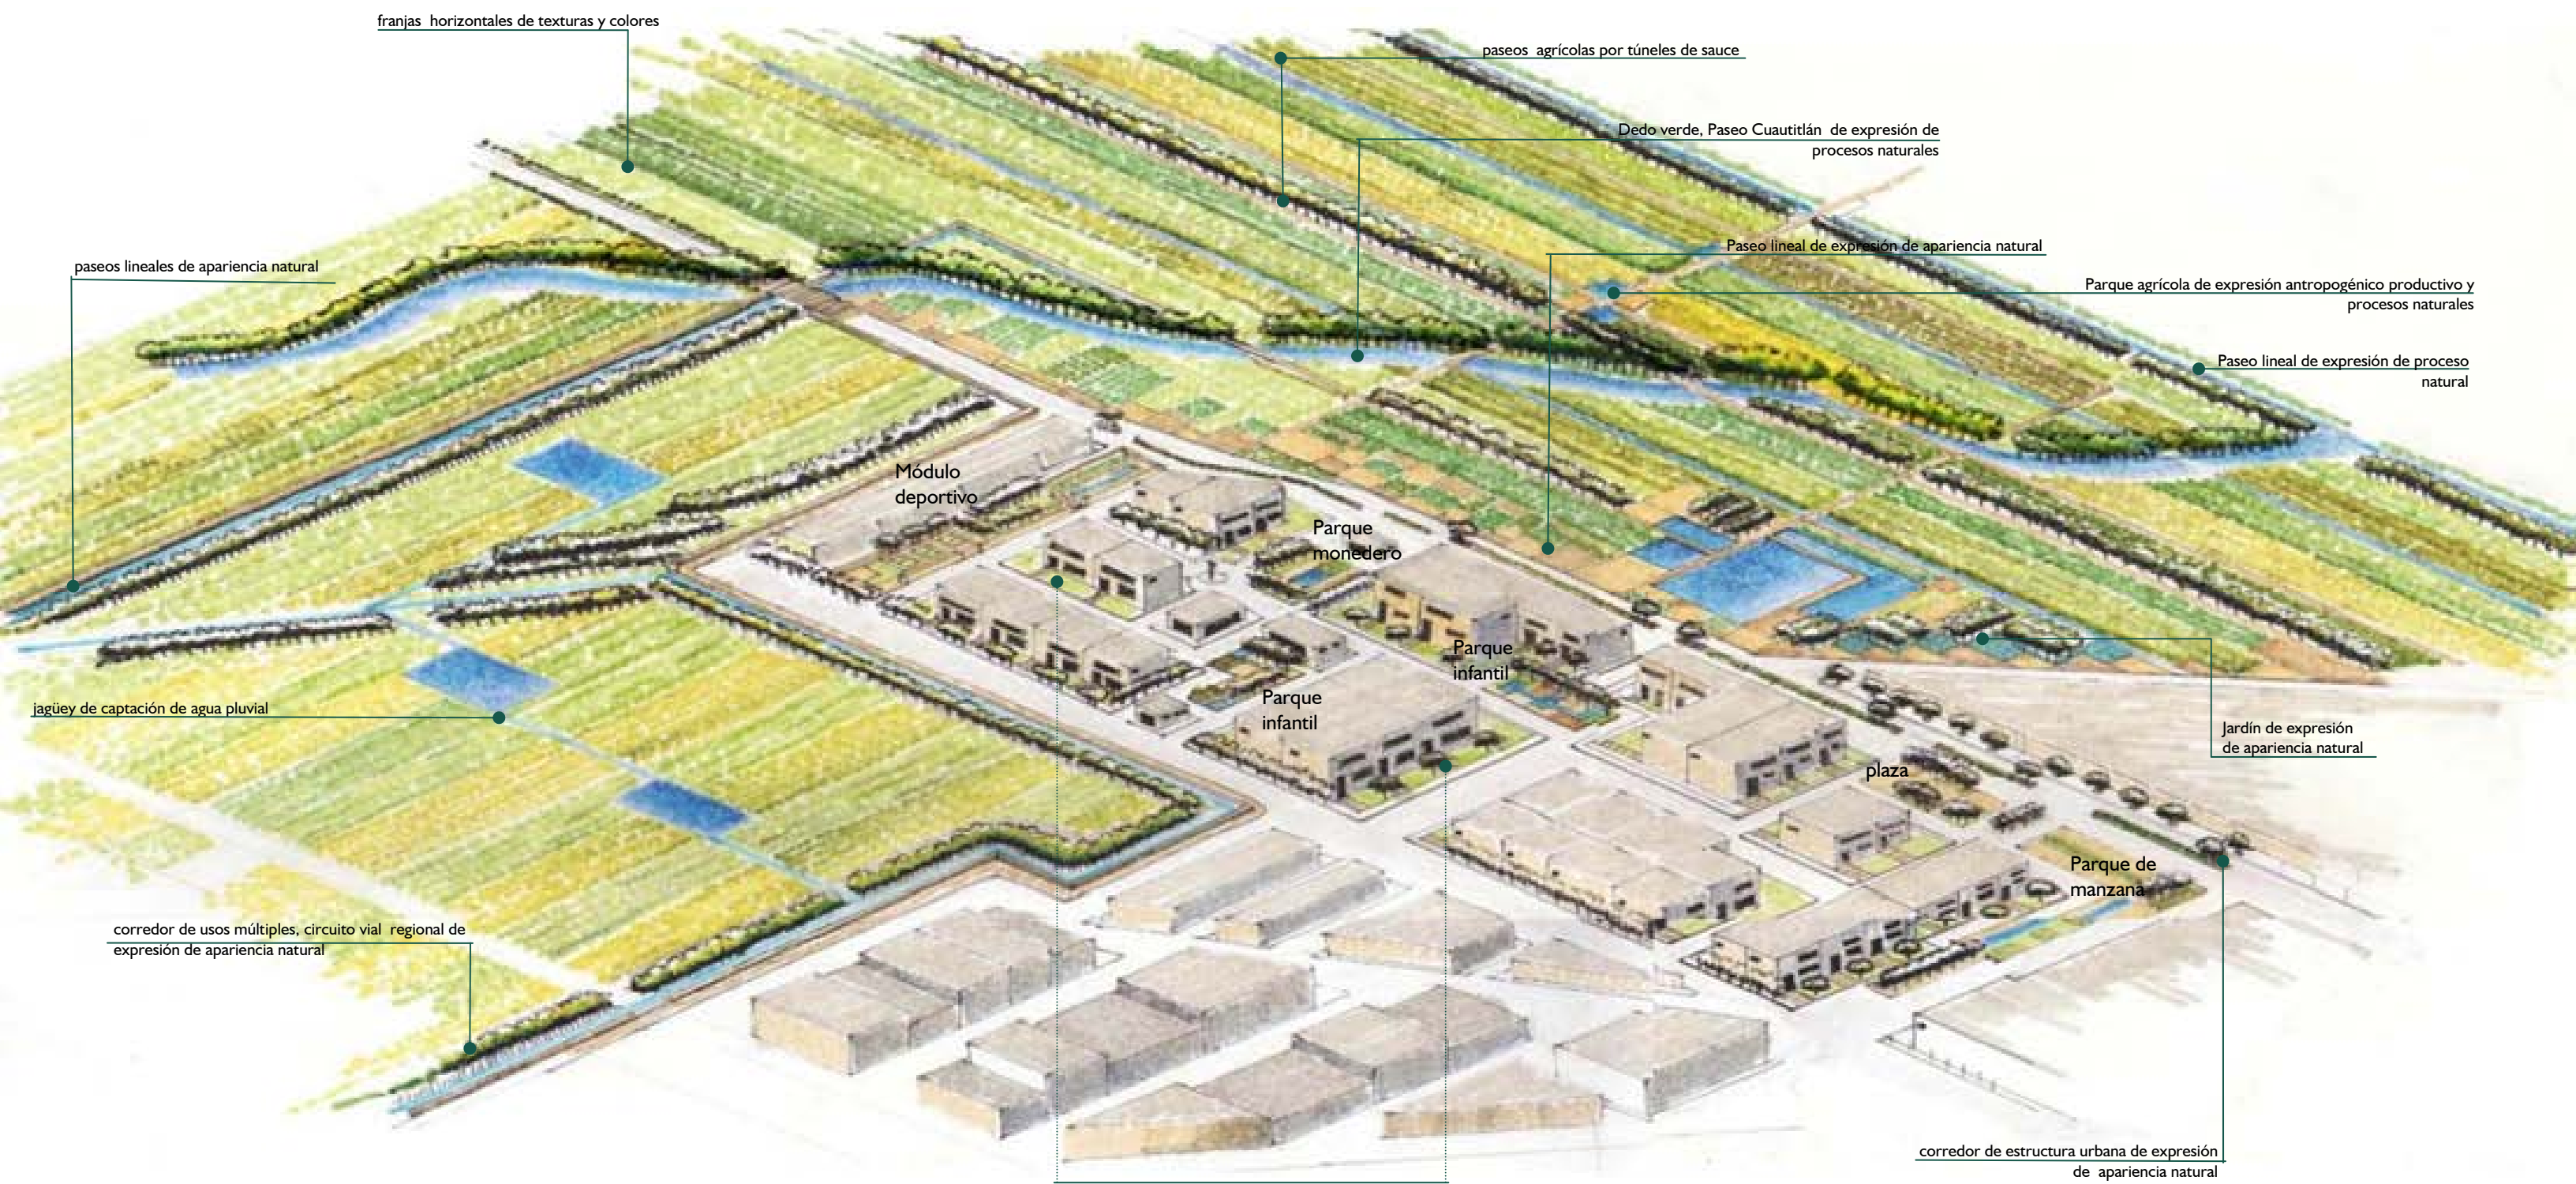 franjas horizontales de texturas y colores
paseos agrícolas por túneles de sauce
Dedo verde, Paseo Cuautitlán de expresión de
procesos naturales
Paseo lineal de expresión de apariencia natural
paseos lineales de apariencia natural
Parque agrícola de expresión antropogénico productivo y
procesos naturales
Paseo lineal de expresión de proceso
natural
Módulo
deportivo
Parque
monedero
Parque
infantil
Parque
infantil
jagüey de captación de agua pluvial
Jardín de expresión
de apariencia natural
plaza
Parque de
manzana
corredor de usos múltiples, circuito vial regional de
expresión de apariencia natural
corredor de estructura urbana de expresión
de apariencia natural